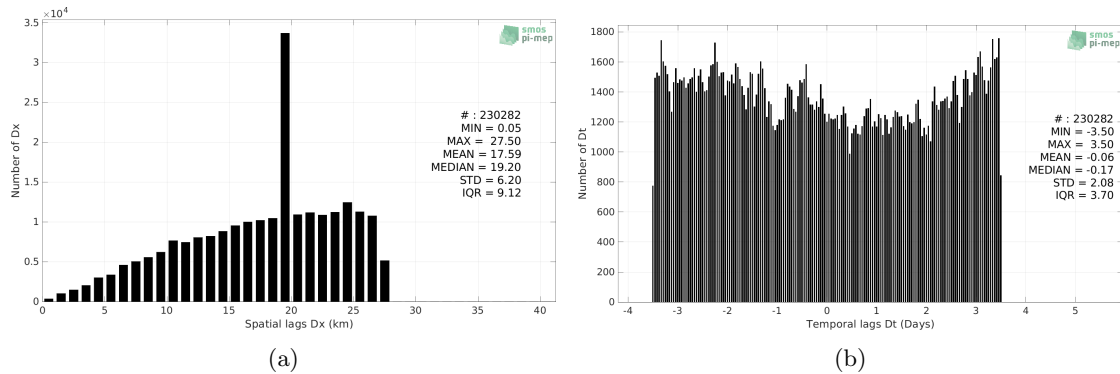 ×10⁴
3.5
3
2.5
2
1.5
1
0.5
0
Number of Dx
0 5 10 15 20 25 30 35 40
Spatial lags Dx (km)
smos
pi-mep
# : 230282
MIN = 0.05
MAX = 27.50
MEAN = 17.59
MEDIAN = 19.20
STD = 6.20
IQR = 9.12
(a)
1800
1600
1400
1200
1000
800
600
400
200
0
Number of Dt
-4 -3 -2 -1 0 1 2 3 4 5
Temporal lags Dt (Days)
smos
pi-mep
# : 230282
MIN = -3.50
MAX = 3.50
MEAN = -0.06
MEDIAN = -0.17
STD = 2.08
IQR = 3.70
(b)